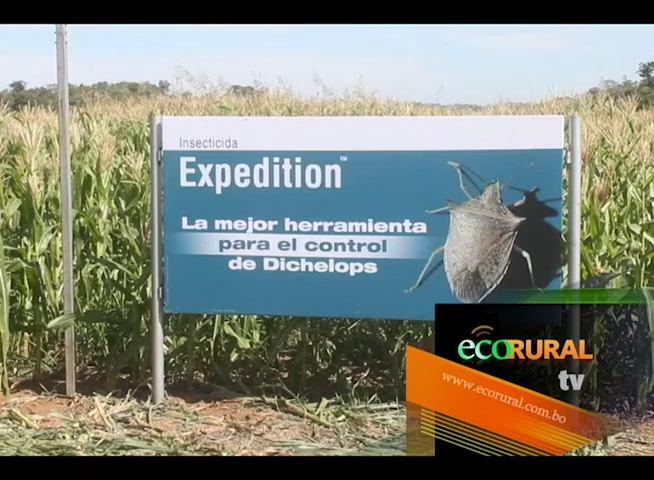 Insecticida
Expedition™
La mejor herramienta
para el control
de Dichelops
ecoRURAL
tv
www.ecorural.com.bo